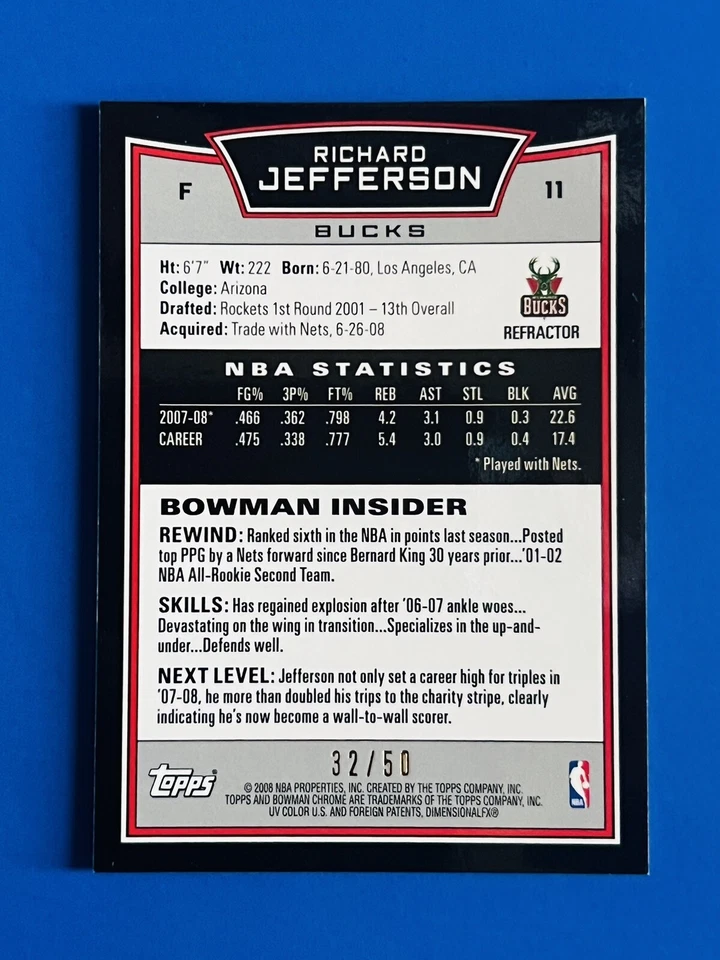 RICHARD
JEFFERSON
F
11
BUCKS
Ht: 6'7" Wt: 222 Born: 6-21-80, Los Angeles, CA
College: Arizona
Drafted: Rockets 1st Round 2001 – 13th Overall
Acquired: Trade with Nets, 6-26-08
BUCKS
REFRACTOR
NBA STATISTICS
FG% 3P% FT% REB AST STL BLK AVG
2007-08* .466 .362 .798 4.2 3.1 0.9 0.3 22.6
CAREER .475 .338 .777 5.4 3.0 0.9 0.4 17.4
* Played with Nets.
BOWMAN INSIDER
REWIND: Ranked sixth in the NBA in points last season...Posted
top PPG by a Nets forward since Bernard King 30 years prior...'01-02
NBA All-Rookie Second Team.
SKILLS: Has regained explosion after '06-07 ankle woes...
Devastating on the wing in transition...Specializes in the up-and-
under...Defends well.
NEXT LEVEL: Jefferson not only set a career high for triples in
'07-08, he more than doubled his trips to the charity stripe, clearly
indicating he's now become a wall-to-wall scorer.
32/50
topps
© 2008 NBA PROPERTIES, INC. CREATED BY THE TOPPS COMPANY, INC.
TOPPS AND BOWMAN CHROME ARE TRADEMARKS OF THE TOPPS COMPANY, INC.
UV COLOR U.S. AND FOREIGN PATENTS, DIMENSIONALFX®
NBA